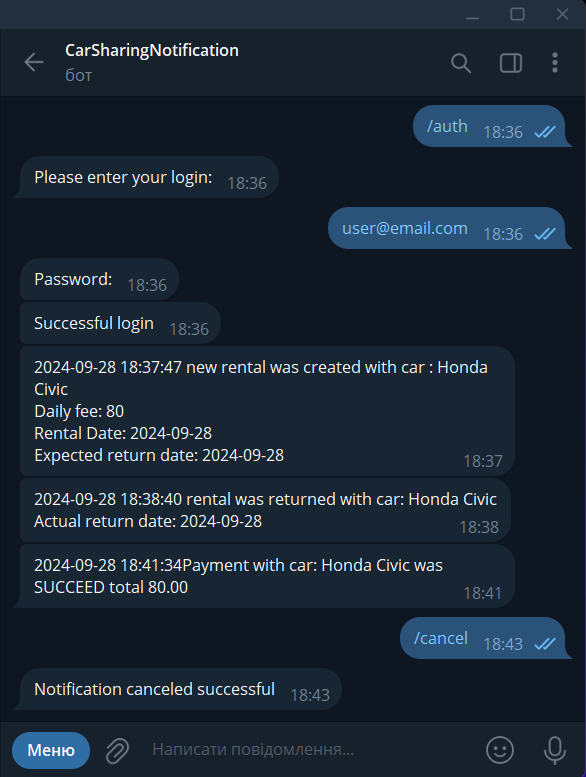 CarSharingNotification
бот
/auth 18:36
Please enter your login: 18:36
user@email.com 18:36
Password: 18:36
Successful login 18:36
2024-09-28 18:37:47 new rental was created with car : Honda
Civic
Daily fee: 80
Rental Date: 2024-09-28
Expected return date: 2024-09-28
18:37
2024-09-28 18:38:40 rental was returned with car: Honda Civic
Actual return date: 2024-09-28
18:38
2024-09-28 18:41:34Payment with car: Honda Civic was
SUCCEED total 80.00
18:41
/cancel 18:43
Notification canceled successful 18:43
Меню Написати повідомлення...